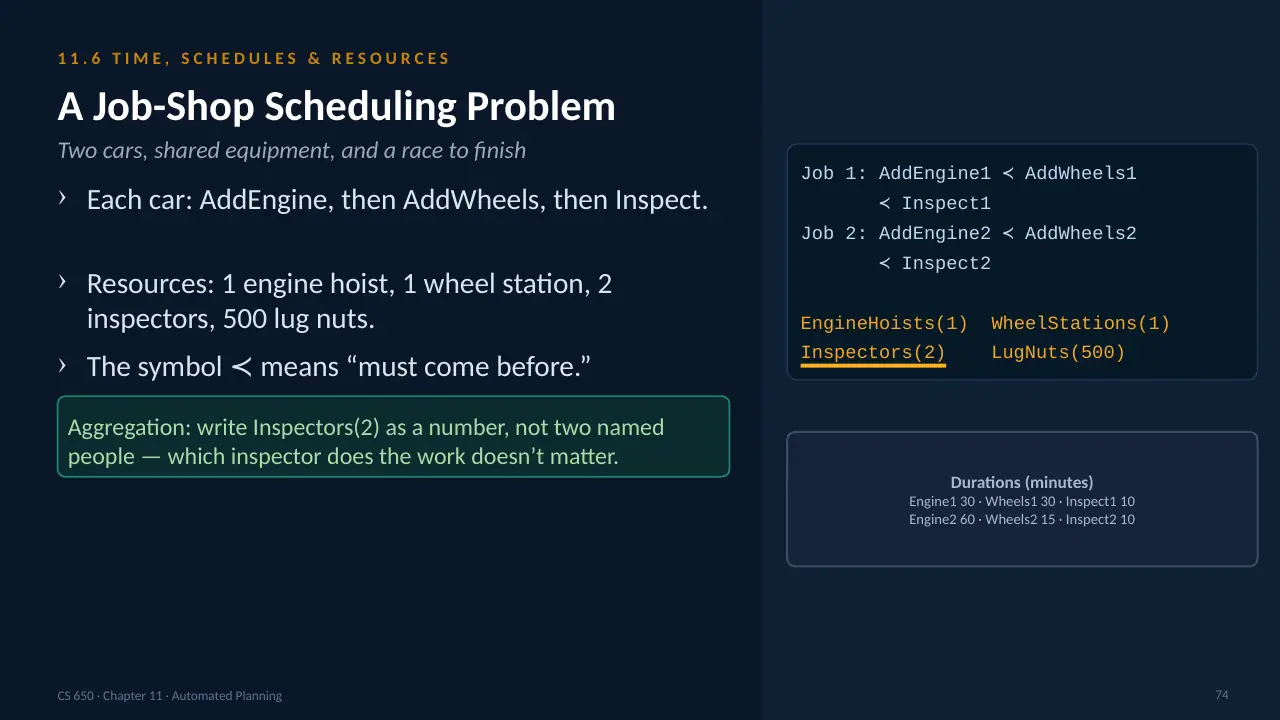 11.6 TIME, SCHEDULES & RESOURCES
A Job-Shop Scheduling Problem
Two cars, shared equipment, and a race to finish
› Each car: AddEngine, then AddWheels, then Inspect.
› Resources: 1 engine hoist, 1 wheel station, 2
inspectors, 500 lug nuts.
› The symbol ≺ means “must come before.”
Aggregation: write Inspectors(2) as a number, not two named
people — which inspector does the work doesn’t matter.
Job 1: AddEngine1 ≺ AddWheels1
≺ Inspect1
Job 2: AddEngine2 ≺ AddWheels2
≺ Inspect2
EngineHoists(1)  WheelStations(1)
Inspectors(2)    LugNuts(500)
Durations (minutes)
Engine1 30 · Wheels1 30 · Inspect1 10
Engine2 60 · Wheels2 15 · Inspect2 10
CS 650 · Chapter 11 · Automated Planning
74